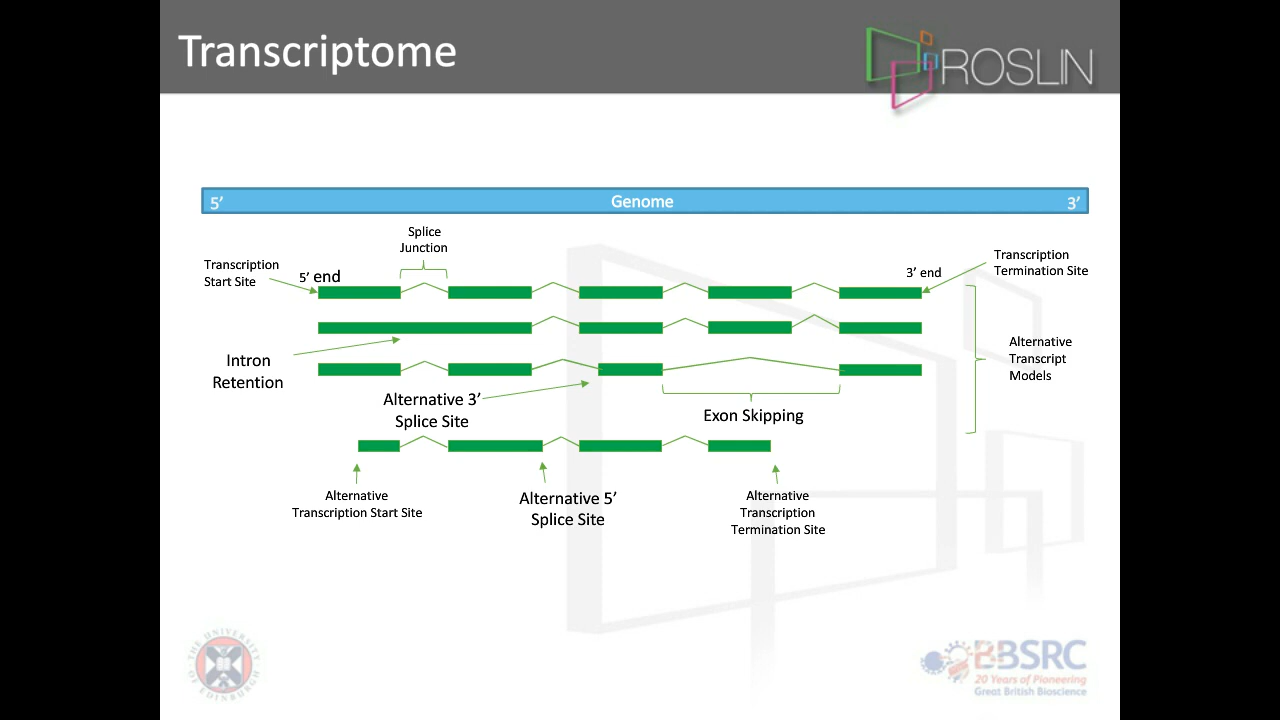 Transcriptome
ROSLIN
5’ Genome 3’
Splice
Junction
Transcription
Start Site
5’ end
3’ end
Transcription
Termination Site
Intron
Retention
Alternative
Transcript
Models
Alternative 3’
Splice Site
Exon Skipping
Alternative
Transcription Start Site
Alternative 5’
Splice Site
Alternative
Transcription
Termination Site
THE UNIVERSITY
OF EDINBURGH
BBSRC
20 Years of Pioneering
Great British Bioscience